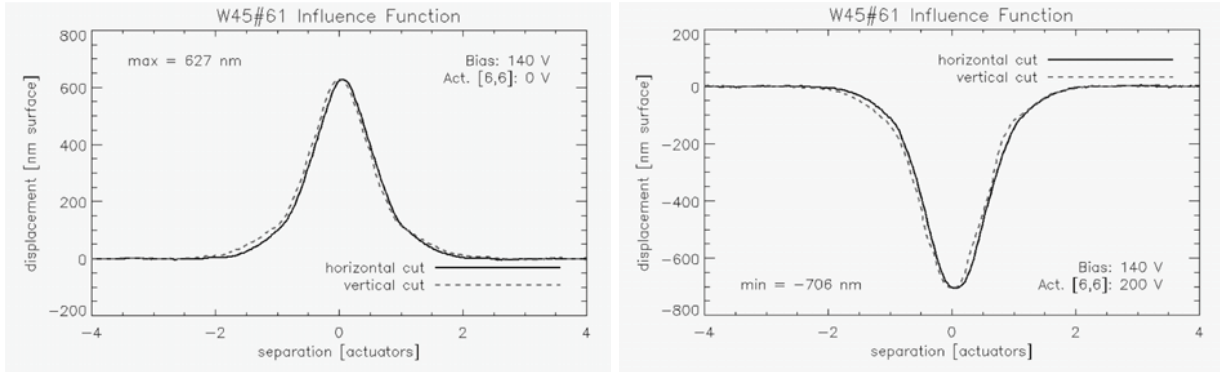 W45#61 Influence Function
800
600
400
200
0
−200
displacement [nm surface]
max = 627 nm
Bias: 140 V
Act. [6,6]: 0 V
horizontal cut
vertical cut
−4
−2
0
2
4
separation [actuators]
W45#61 Influence Function
200
0
−200
−400
−600
−800
displacement [nm surface]
horizontal cut
vertical cut
min = −706 nm
Bias: 140 V
Act. [6,6]: 200 V
−4
−2
0
2
4
separation [actuators]